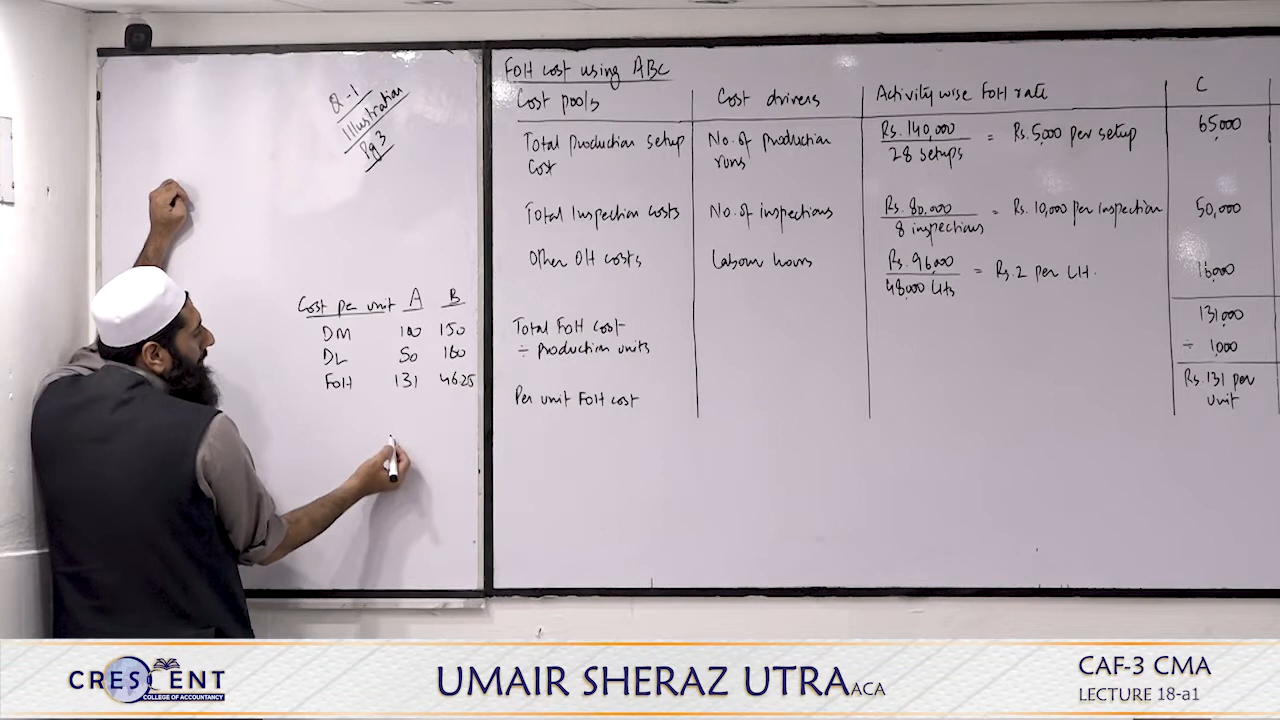 Q-1
Illustration
Pg 3
Cost per unit A B
DM 100 150
DL 50 160
FOH 131 46.25
FOH cost using ABC
Cost pools Cost drivers Activity wise FOH rate C
Total production setup cost No. of production runs Rs. 140,000 / 28 setups = Rs. 5,000 per setup 65,000
Total Inspection costs No. of inspections Rs. 80,000 / 8 inspections = Rs. 10,000 per inspection 50,000
Other OH costs Labour hours Rs. 96,000 / 48,000 LHs = Rs. 2 per LH. 16,000
Total FOH cost 131,000
÷ production units ÷ 1,000
Per unit FOH cost Rs. 131 per unit
CRESCENT
COLLEGE OF ACCOUNTANCY
UMAIR SHERAZ UTRA ACA
CAF-3 CMA
LECTURE 18-a1